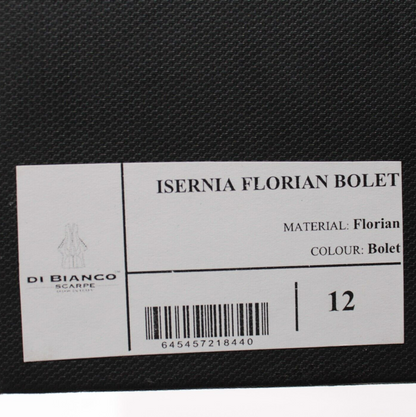 ISERNIA FLORIAN BOLET
MATERIAL: Florian
COLOUR: Bolet
DI BIANCO
SCARPE
12
645457218440